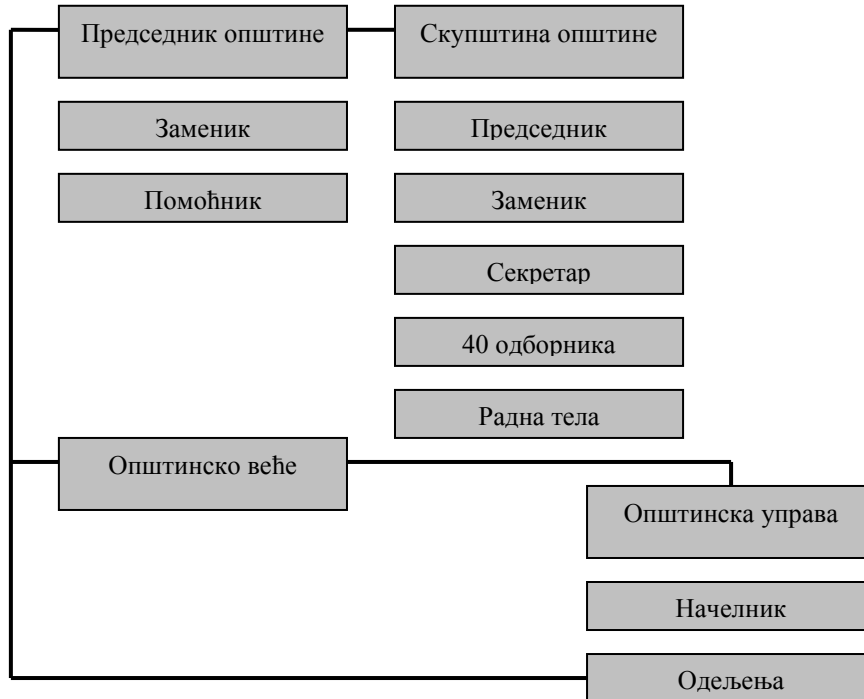 Председник општине
Скупштина општине
Заменик
Председник
Помоћник
Заменик
Секретар
40 одборника
Радна тела
Општинско веће
Општинска управа
Начелник
Одељења